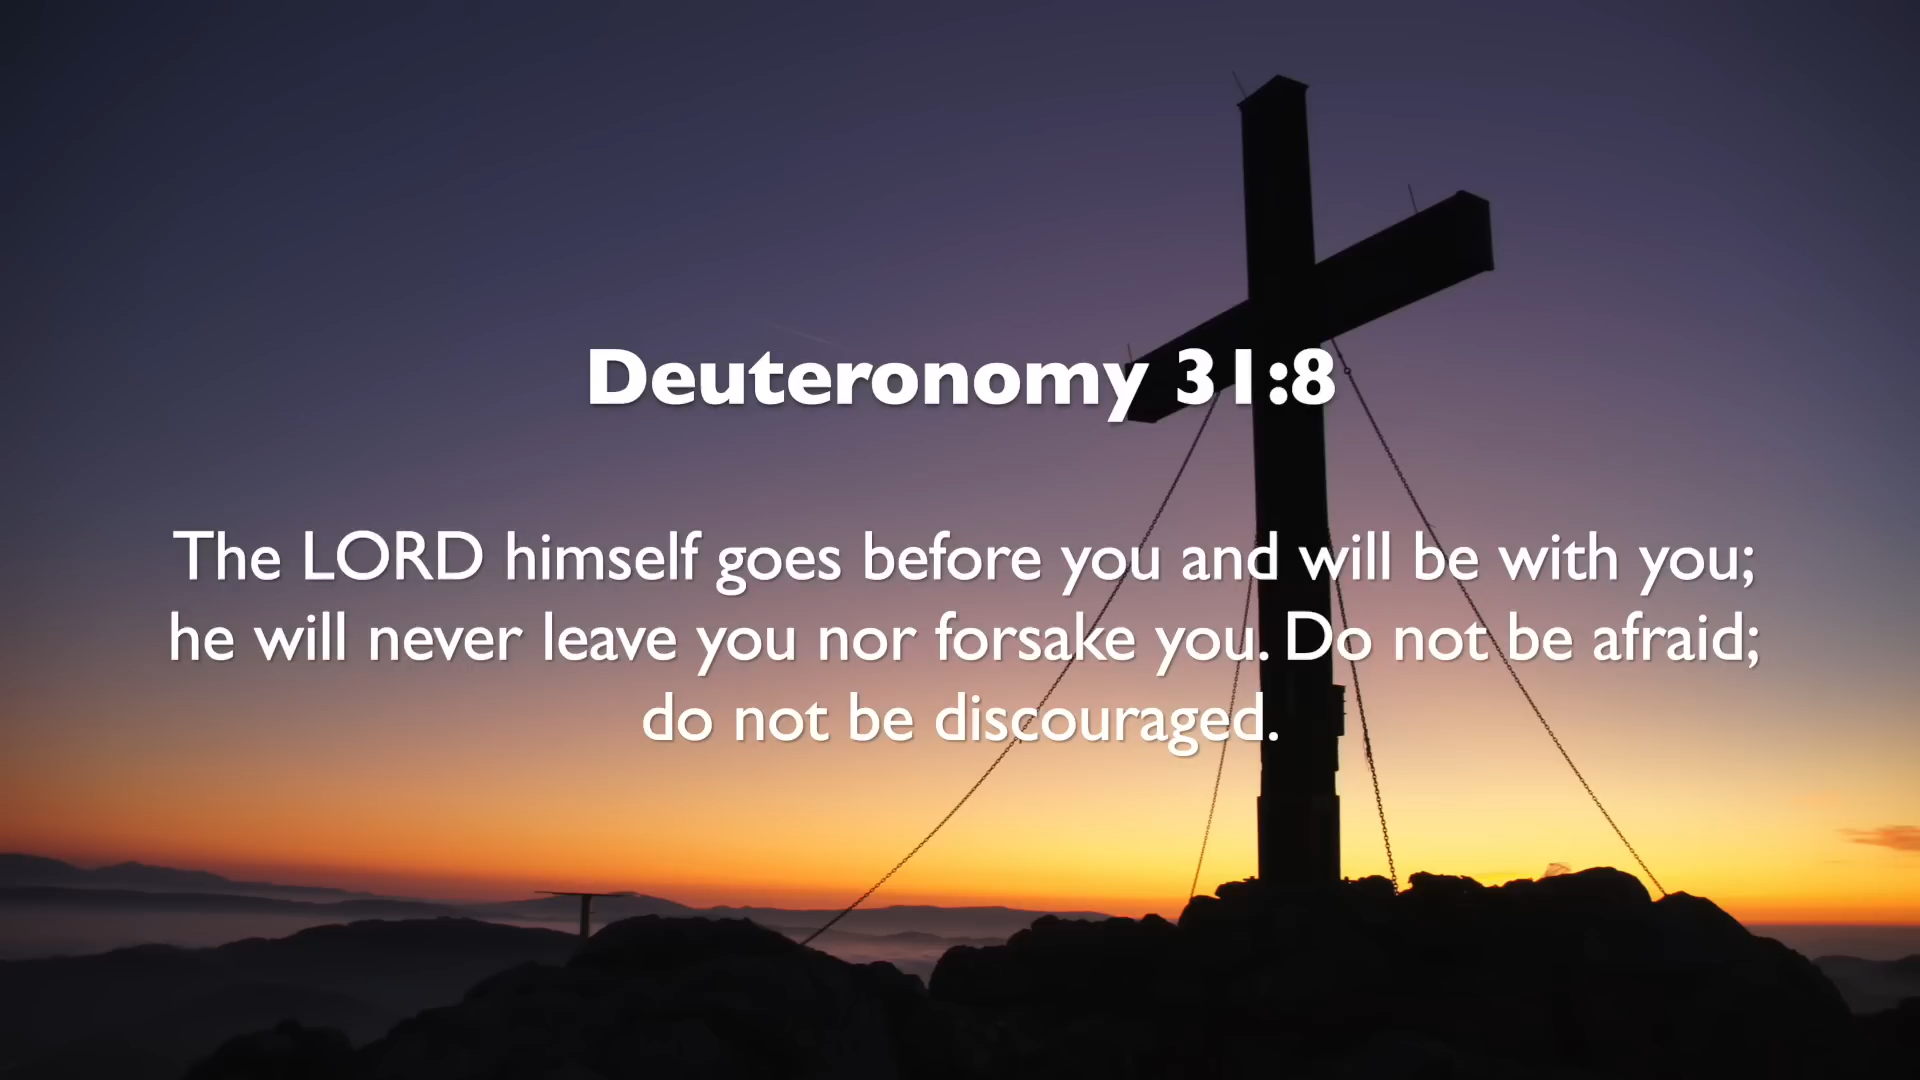 Deuteronomy 31:8
The LORD himself goes before you and will be with you;
he will never leave you nor forsake you. Do not be afraid;
do not be discouraged.